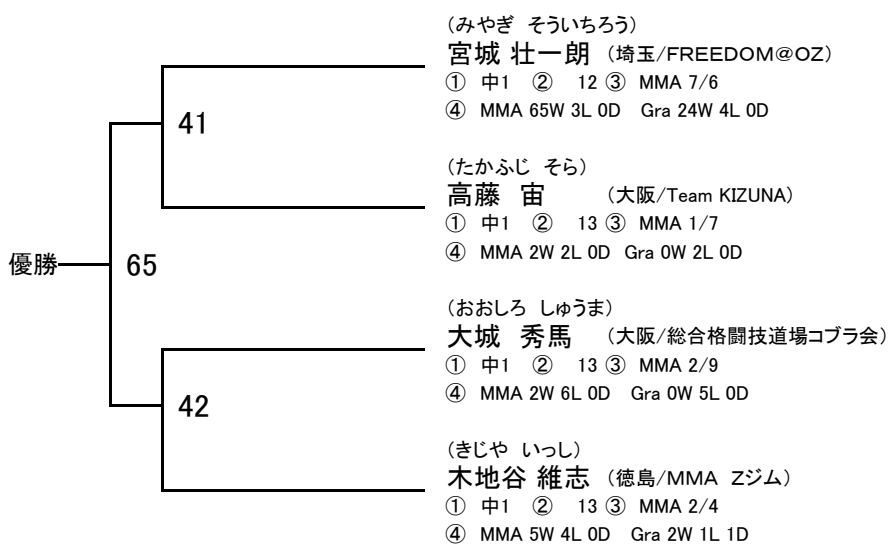 (みやぎ そういちろう)
宮城 壮一朗 (埼玉/FREEDOM@OZ)
① 中1 ② 12 ③ MMA 7/6
④ MMA 65W 3L 0D Gra 24W 4L 0D
41
(たかふじ そら)
高藤 宙 (大阪/Team KIZUNA)
① 中1 ② 13 ③ MMA 1/7
④ MMA 2W 2L 0D Gra 0W 2L 0D
優勝
65
(おおしろ しゅうま)
大城 秀馬 (大阪/総合格闘技道場コブラ会)
① 中1 ② 13 ③ MMA 2/9
④ MMA 2W 6L 0D Gra 0W 5L 0D
42
(きじや いっし)
木地谷 維志 (徳島/MMA Zジム)
① 中1 ② 13 ③ MMA 2/4
④ MMA 5W 4L 0D Gra 2W 1L 1D